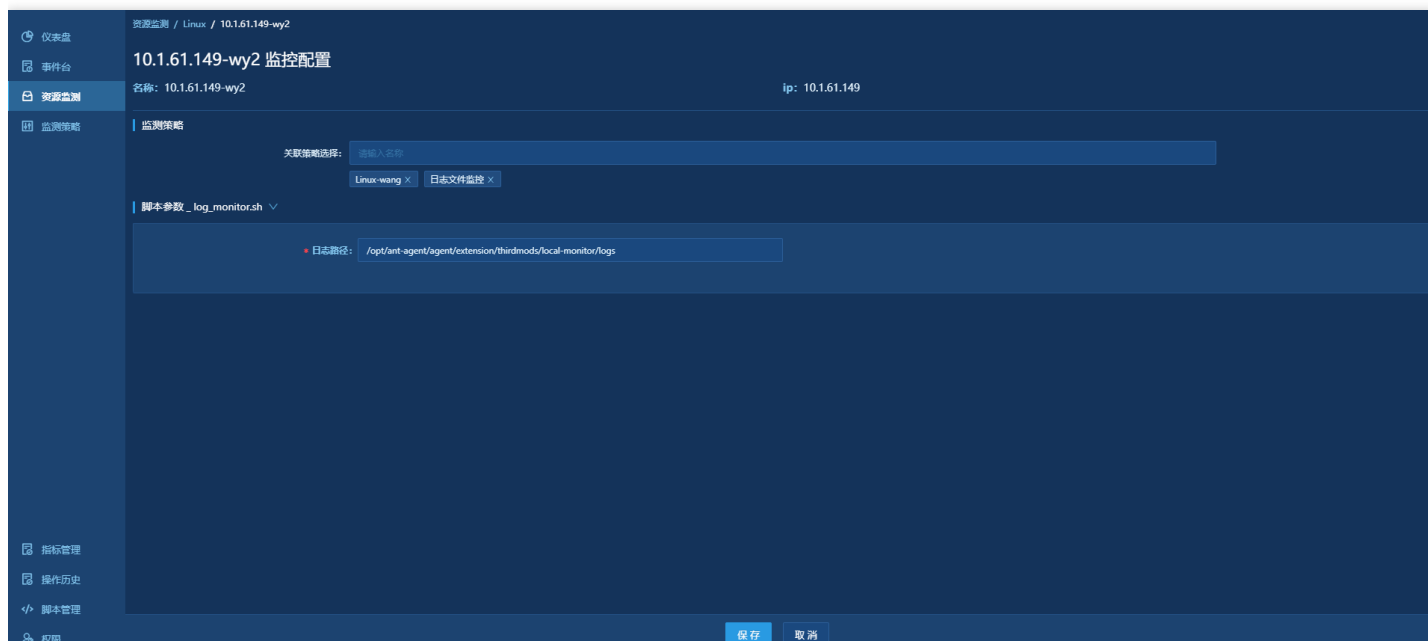 资源监测 / Linux / 10.1.61.149-wy2
仪表盘
事件台
资源监测
监测策略
10.1.61.149-wy2 监控配置
名称: 10.1.61.149-wy2
ip: 10.1.61.149
监测策略
关联策略选择:
请输入名称
Linux-wang ×
日志文件监控 ×
脚本参数 _ log_monitor.sh
* 日志路径:
/opt/ant-agent/agent/extension/thirdmods/local-monitor/logs
指标管理
操作历史
脚本管理
权限
保存
取消